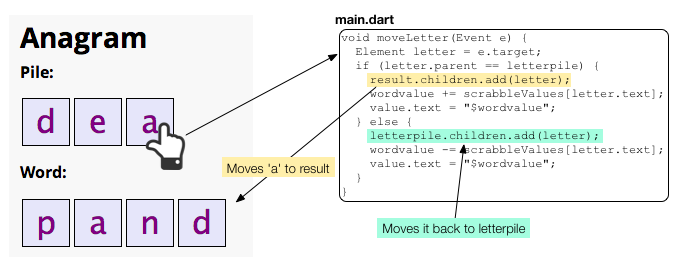 Anagram
Pile:
d e a
Word:
p a n d
Moves 'a' to result
main.dart
void moveLetter(Event e) {
  Element letter = e.target;
  if (letter.parent == letterpile) {
    result.children.add(letter);
    wordvalue += scrabbleValues[letter.text];
    value.text = "$wordvalue";
  } else {
    letterpile.children.add(letter);
    wordvalue -= scrabbleValues[letter.text];
    value.text = "$wordvalue";
  }
}
Moves it back to letterpile